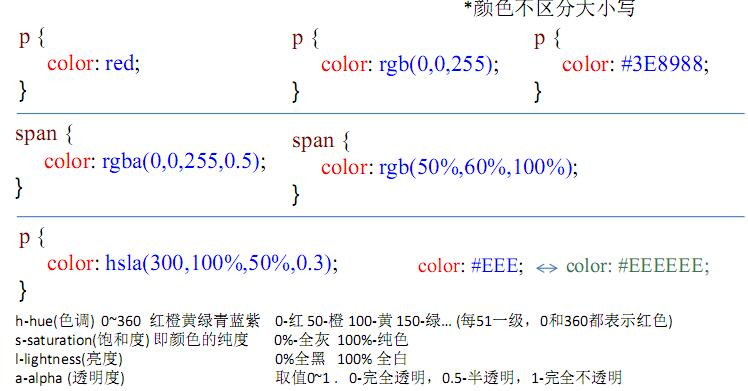 *颜色不区分大小写
p {
color: red;
}
p {
color: rgb(0,0,255);
}
p {
color: #3E8988;
}
span {
color: rgba(0,0,255,0.5);
}
span {
color: rgb(50%,60%,100%);
}
p {
color: hsla(300,100%,50%,0.3);
}
color: #EEE; ⇔ color: #EEEEEE;
h-hue(色调) 0~360 红橙黄绿青蓝紫 0-红 50-橙 100-黄 150-绿... (每51一级，0和360都表示红色)
s-saturation(饱和度) 即颜色的纯度 0%-全灰 100%-纯色
l-lightness(亮度) 0%全黑 100% 全白
a-alpha (透明度) 取值0~1 . 0-完全透明，0.5-半透明，1-完全不透明